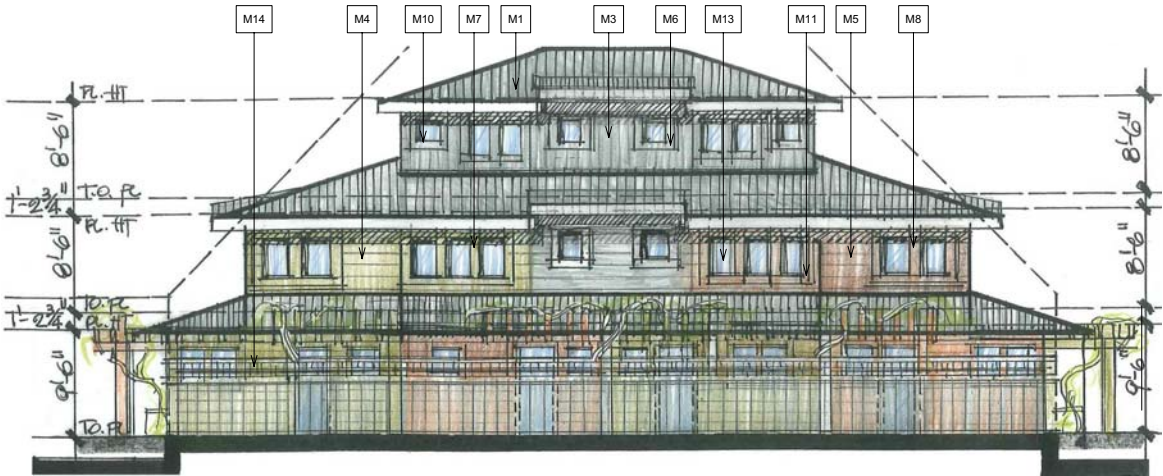 M14 M4 M10 M7 M1 M3 M6 M13 M11 M5 M8
PL. HT
8'-6"
8'-6"
T.O. PL
1'-2 3/4"
PL. HT
8'-6"
8'-6"
T.O. PL
1'-2 3/4"
PL. HT
9'-6"
9'-6"
T.O. PL